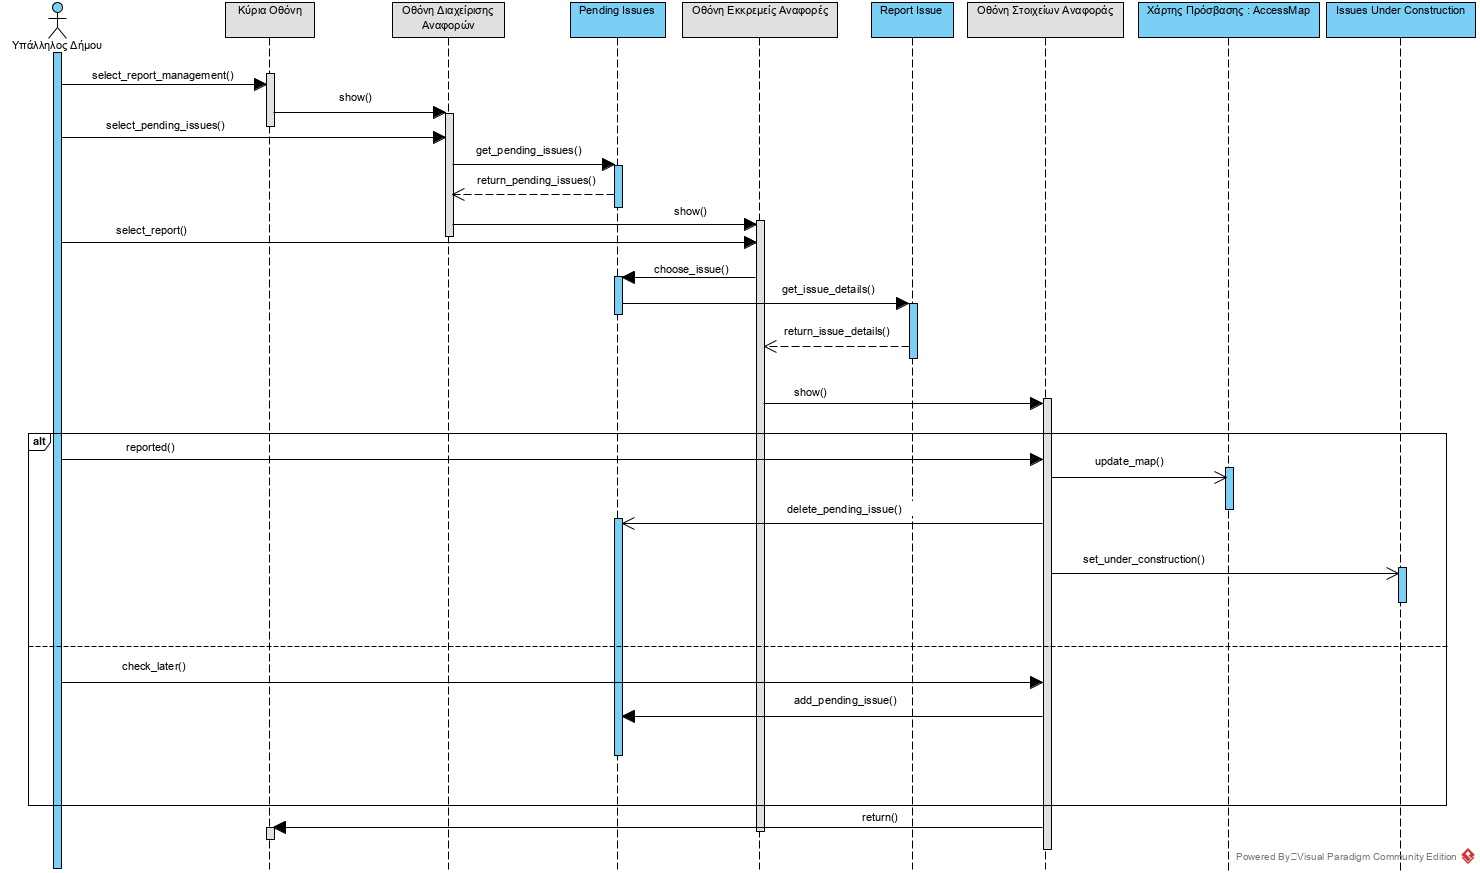 Υπάλληλος Δήμου
Κύρια Οθόνη
Οθόνη Διαχείρισης
Αναφορών
Pending Issues
Οθόνη Εκκρεμείς Αναφορές
Report Issue
Οθόνη Στοιχείων Αναφοράς
Χάρτης Πρόσβασης : AccessMap
Issues Under Construction
select_report_management()
show()
select_pending_issues()
get_pending_issues()
return_pending_issues()
show()
select_report()
choose_issue()
get_issue_details()
return_issue_details()
show()
alt
reported()
update_map()
delete_pending_issue()
set_under_construction()
check_later()
add_pending_issue()
return()
Powered By Visual Paradigm Community Edition